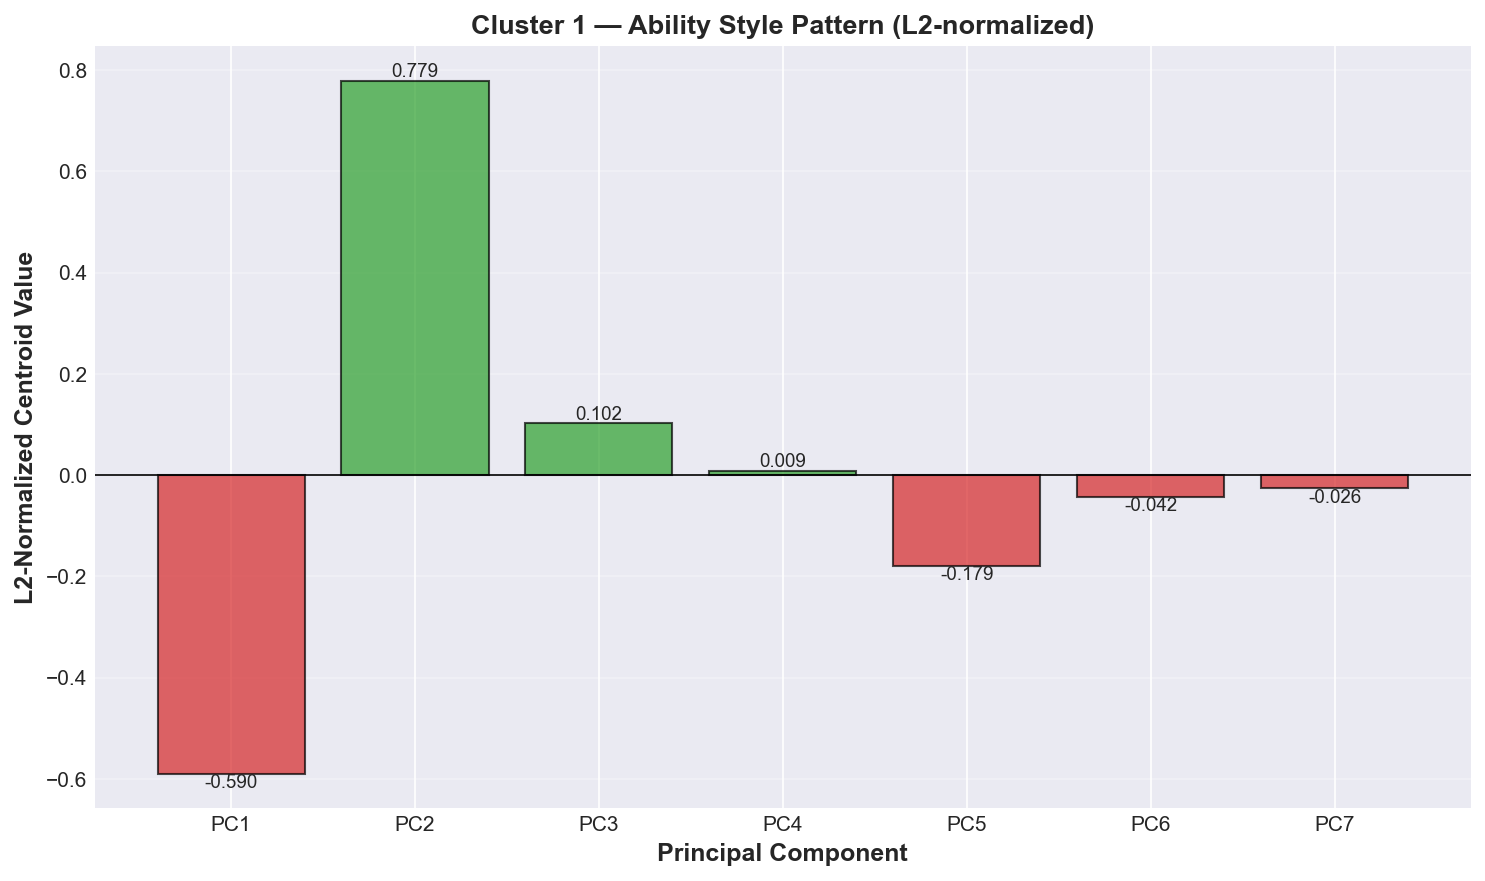 Cluster 1 — Ability Style Pattern (L2-normalized)
L2-Normalized Centroid Value
0.8
0.6
0.4
0.2
0.0
−0.2
−0.4
−0.6
-0.590
0.779
0.102
0.009
-0.179
-0.042
-0.026
PC1
PC2
PC3
PC4
PC5
PC6
PC7
Principal Component